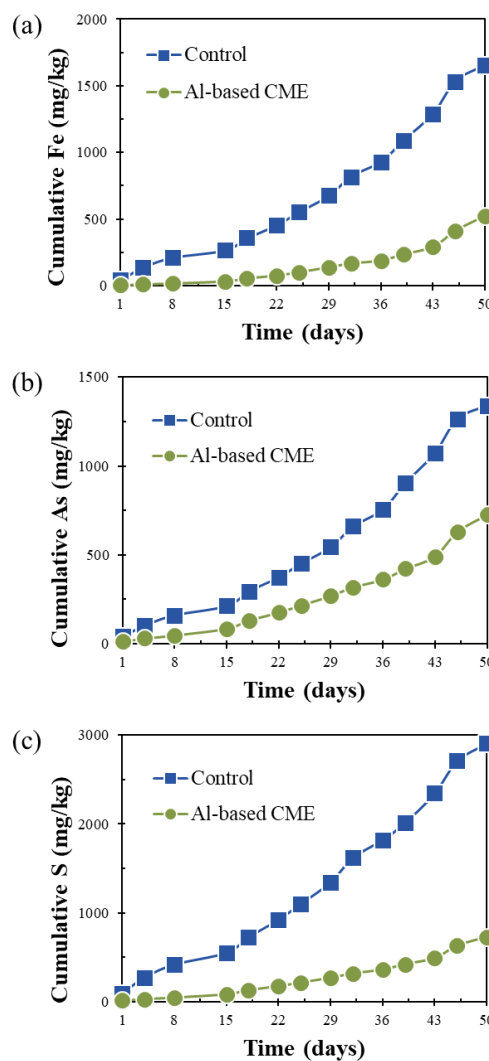 (a)
2000
1500
1000
500
0
Cumulative Fe (mg/kg)
Control
Al-based CME
1 8 15 22 29 36 43 50
Time (days)
(b)
1500
1000
500
0
Cumulative As (mg/kg)
Control
Al-based CME
1 8 15 22 29 36 43 50
Time (days)
(c)
3000
2000
1000
0
Cumulative S (mg/kg)
Control
Al-based CME
1 8 15 22 29 36 43 50
Time (days)